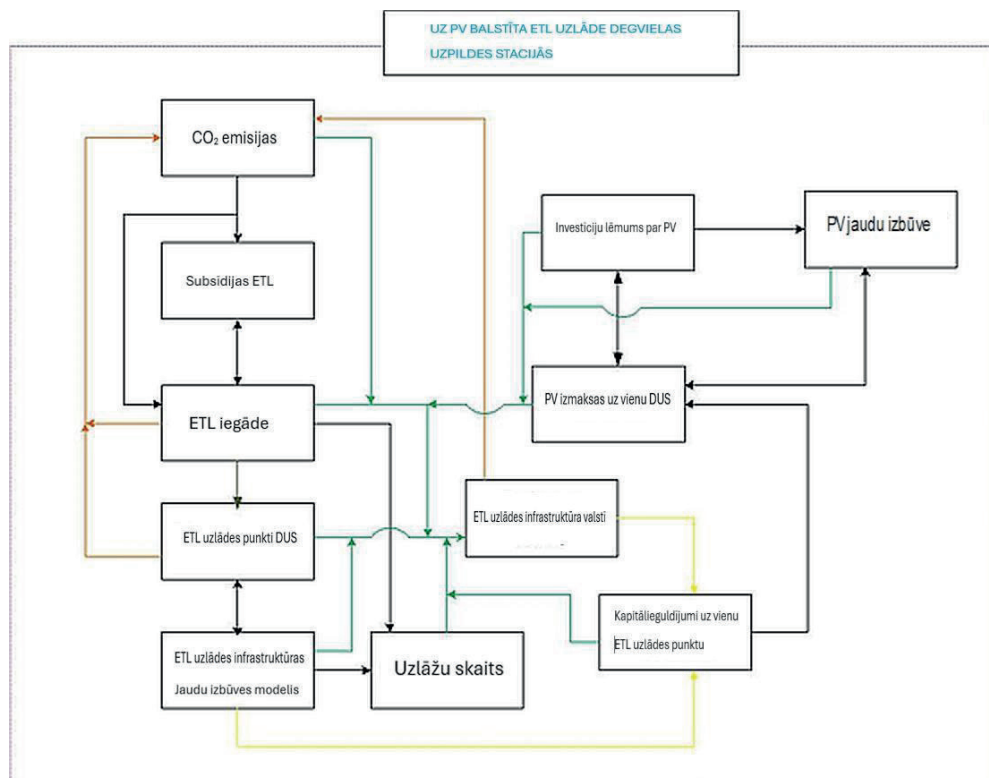 UZ PV BALSTĪTA ETL UZLĀDE DEGVIELAS
UZPILDES STACIJĀS
CO₂ emisijas
Investīciju lēmums par PV
PV jaudu izbūve
Subsidijas ETL
PV izmaksas uz vienu DUS
ETL iegāde
ETL uzlādes infrastruktūra valstī
ETL uzlādes punkti DUS
Kapitālieguldījumi uz vienu
ETL uzlādes punktu
ETL uzlādes infrastruktūras
Jaudu izbūves modelis
Uzlāžu skaits